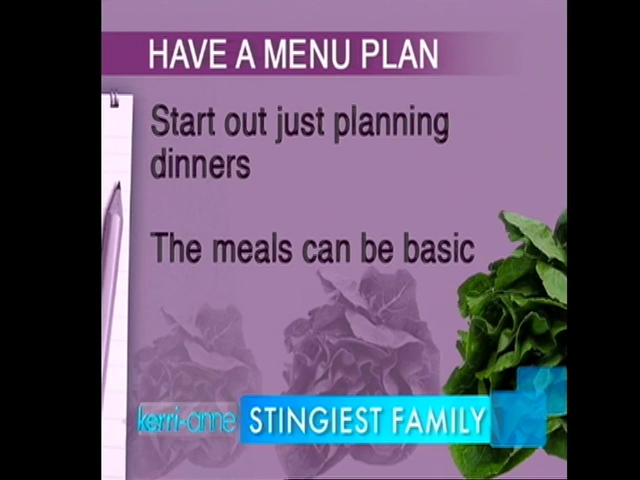 HAVE A MENU PLAN
Start out just planning
dinners
The meals can be basic
kerri-anne STINGIEST FAMILY